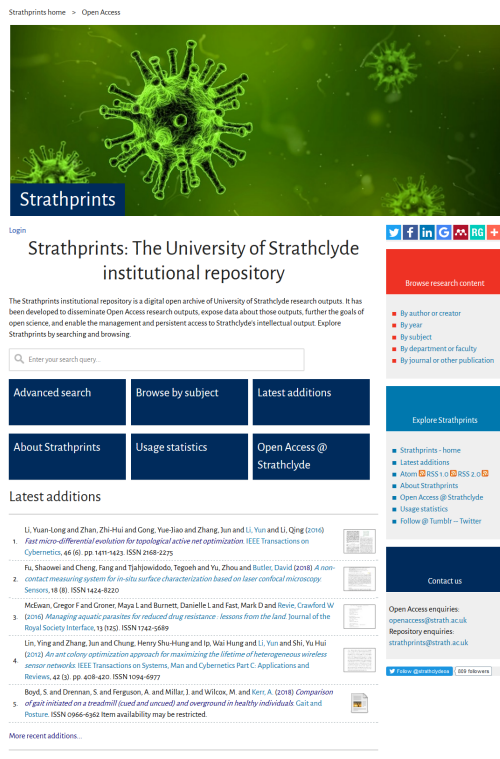 Strathprints home > Open Access
Strathprints
Login
Strathprints: The University of Strathclyde
institutional repository
The Strathprints institutional repository is a digital open archive of University of Strathclyde research outputs. It has
been developed to disseminate Open Access research outputs, expose data about those outputs, further the goals of
open science, and enable the management and persistent access to Strathclyde's intellectual output. Explore
Strathprints by searching and browsing.
Enter your search query...
Advanced search
Browse by subject
Latest additions
About Strathprints
Usage statistics
Open Access @
Strathclyde
Latest additions
1. Li, Yuan-Long and Zhan, Zhi-Hui and Gong, Yue-Jiao and Zhang, Jun and Li, Yun and Li, Qing (2016)
Fast micro-differential evolution for topological active net optimization. IEEE Transactions on
Cybernetics, 46 (6). pp. 1411-1423. ISSN 2168-2275
2. Fu, Shaowei and Cheng, Fang and Tjahjowidodo, Tegoeh and Yu, Zhou and Butler, David (2018) A non-
contact measuring system for in-situ surface characterization based on laser confocal microscopy.
Sensors, 18 (8). ISSN 1424-8220
3. McEwan, Gregor F and Groner, Maya L and Burnett, Danielle L and Fast, Mark D and Revie, Crawford W
(2016) Managing aquatic parasites for reduced drug resistance : lessons from the land. Journal of the
Royal Society Interface, 13 (125). ISSN 1742-5689
4. Lin, Ying and Zhang, Jun and Chung, Henry Shu-Hung and Ip, Wai Hung and Li, Yun and Shi, Yu Hui
(2012) An ant colony optimization approach for maximizing the lifetime of heterogeneous wireless
sensor networks. IEEE Transactions on Systems, Man and Cybernetics Part C: Applications and
Reviews, 42 (3). pp. 408-420. ISSN 1094-6977
5. Boyd, S. and Drennan, S. and Ferguson, A. and Millar, J. and Wilcox, M. and Kerr, A. (2018) Comparison
of gait initiated on a treadmill (cued and uncued) and overground in healthy individuals. Gait and
Posture. ISSN 0966-6362 Item availability may be restricted.
More recent additions...
f in G RG +
Browse research content
By author or creator
By year
By subject
By department or faculty
By journal or other publication
Explore Strathprints
Strathprints - home
Latest additions
Atom RSS 1.0 RSS 2.0
About Strathprints
Open Access @ Strathclyde
Usage statistics
Follow @ Tumblr – Twitter
Contact us
Open Access enquiries:
openaccess@strath.ac.uk
Repository enquiries:
strathprints@strath.ac.uk
Follow @strathclydeoa 809 followers